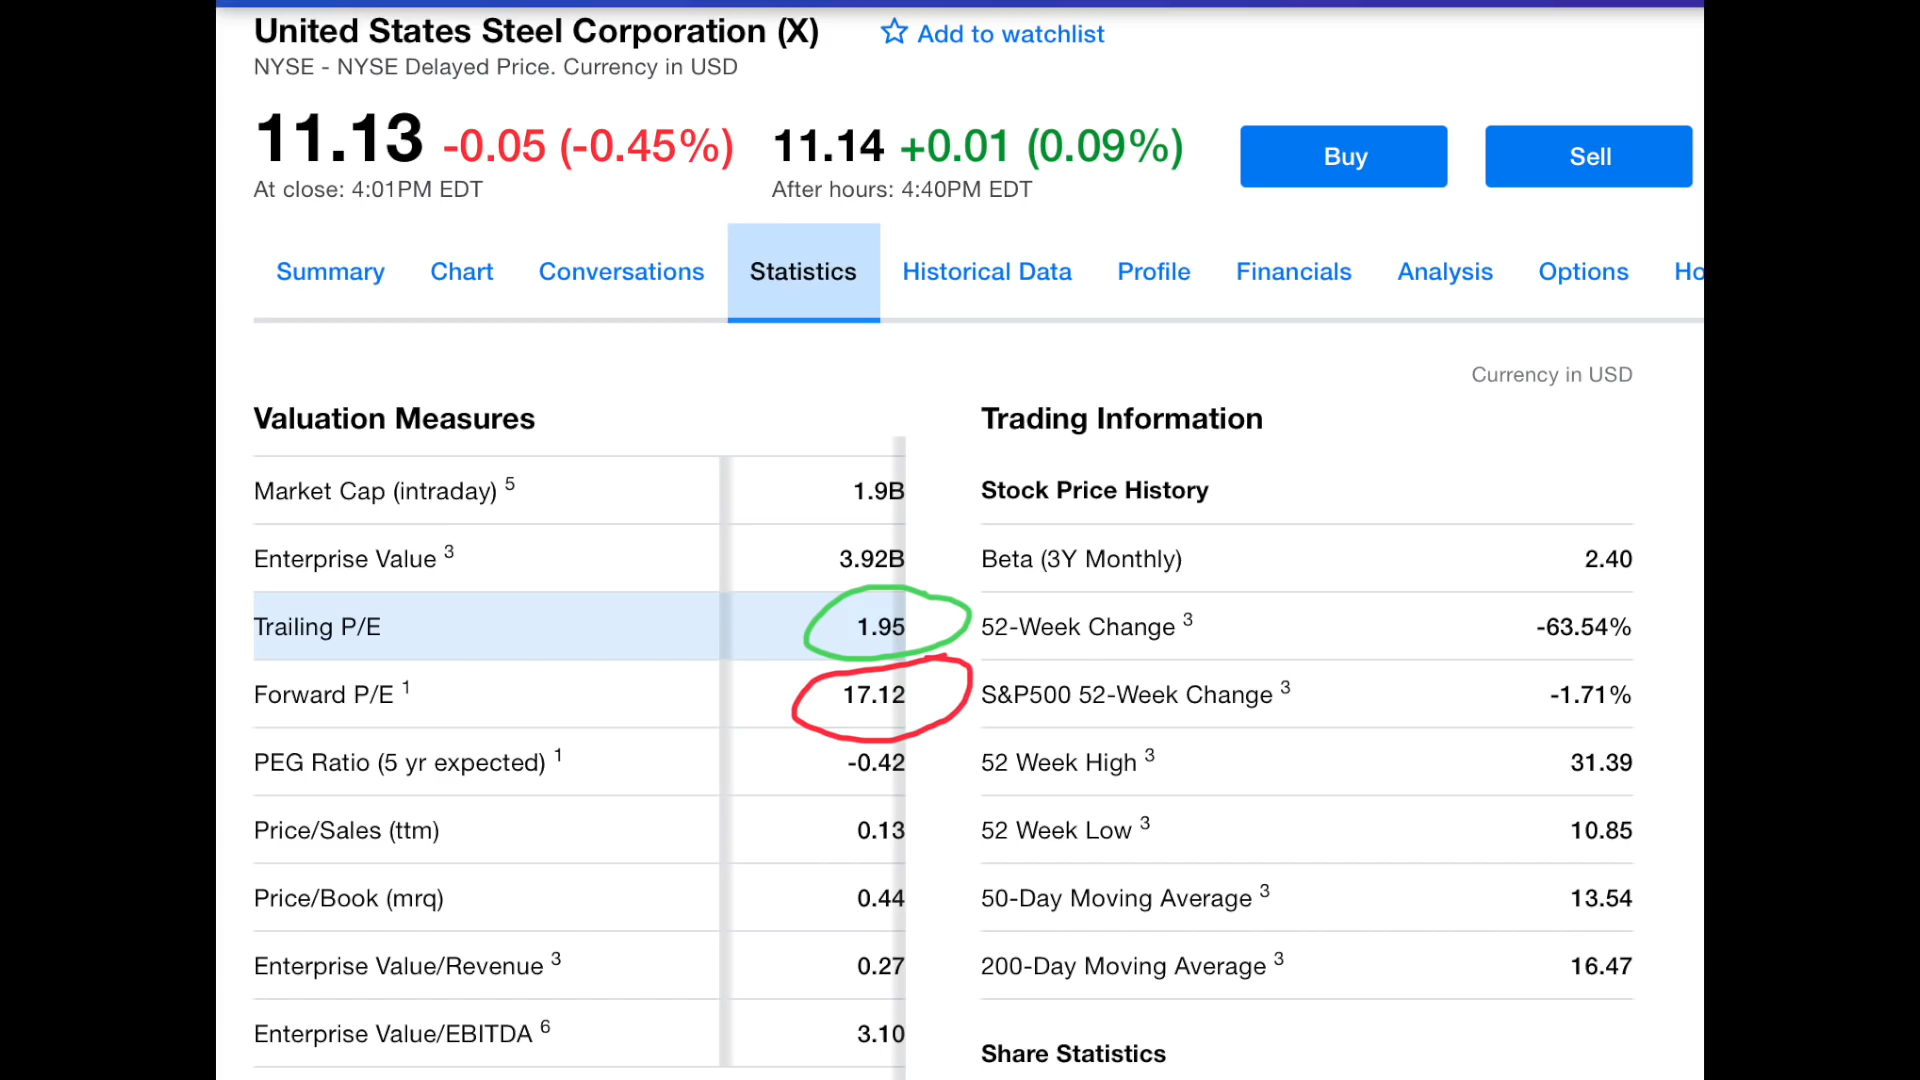 United States Steel Corporation (X)
Add to watchlist
NYSE - NYSE Delayed Price. Currency in USD
11.13 -0.05 (-0.45%)
At close: 4:01PM EDT
11.14 +0.01 (0.09%)
After hours: 4:40PM EDT
Buy
Sell
Summary Chart Conversations Statistics Historical Data Profile Financials Analysis Options Ho
Currency in USD
Valuation Measures
Market Cap (intraday) 5 1.9B
Enterprise Value 3 3.92B
Trailing P/E 1.95
Forward P/E 1 17.12
PEG Ratio (5 yr expected) 1 -0.42
Price/Sales (ttm) 0.13
Price/Book (mrq) 0.44
Enterprise Value/Revenue 3 0.27
Enterprise Value/EBITDA 6 3.10
Trading Information
Stock Price History
Beta (3Y Monthly) 2.40
52-Week Change 3 -63.54%
S&P500 52-Week Change 3 -1.71%
52 Week High 3 31.39
52 Week Low 3 10.85
50-Day Moving Average 3 13.54
200-Day Moving Average 3 16.47
Share Statistics